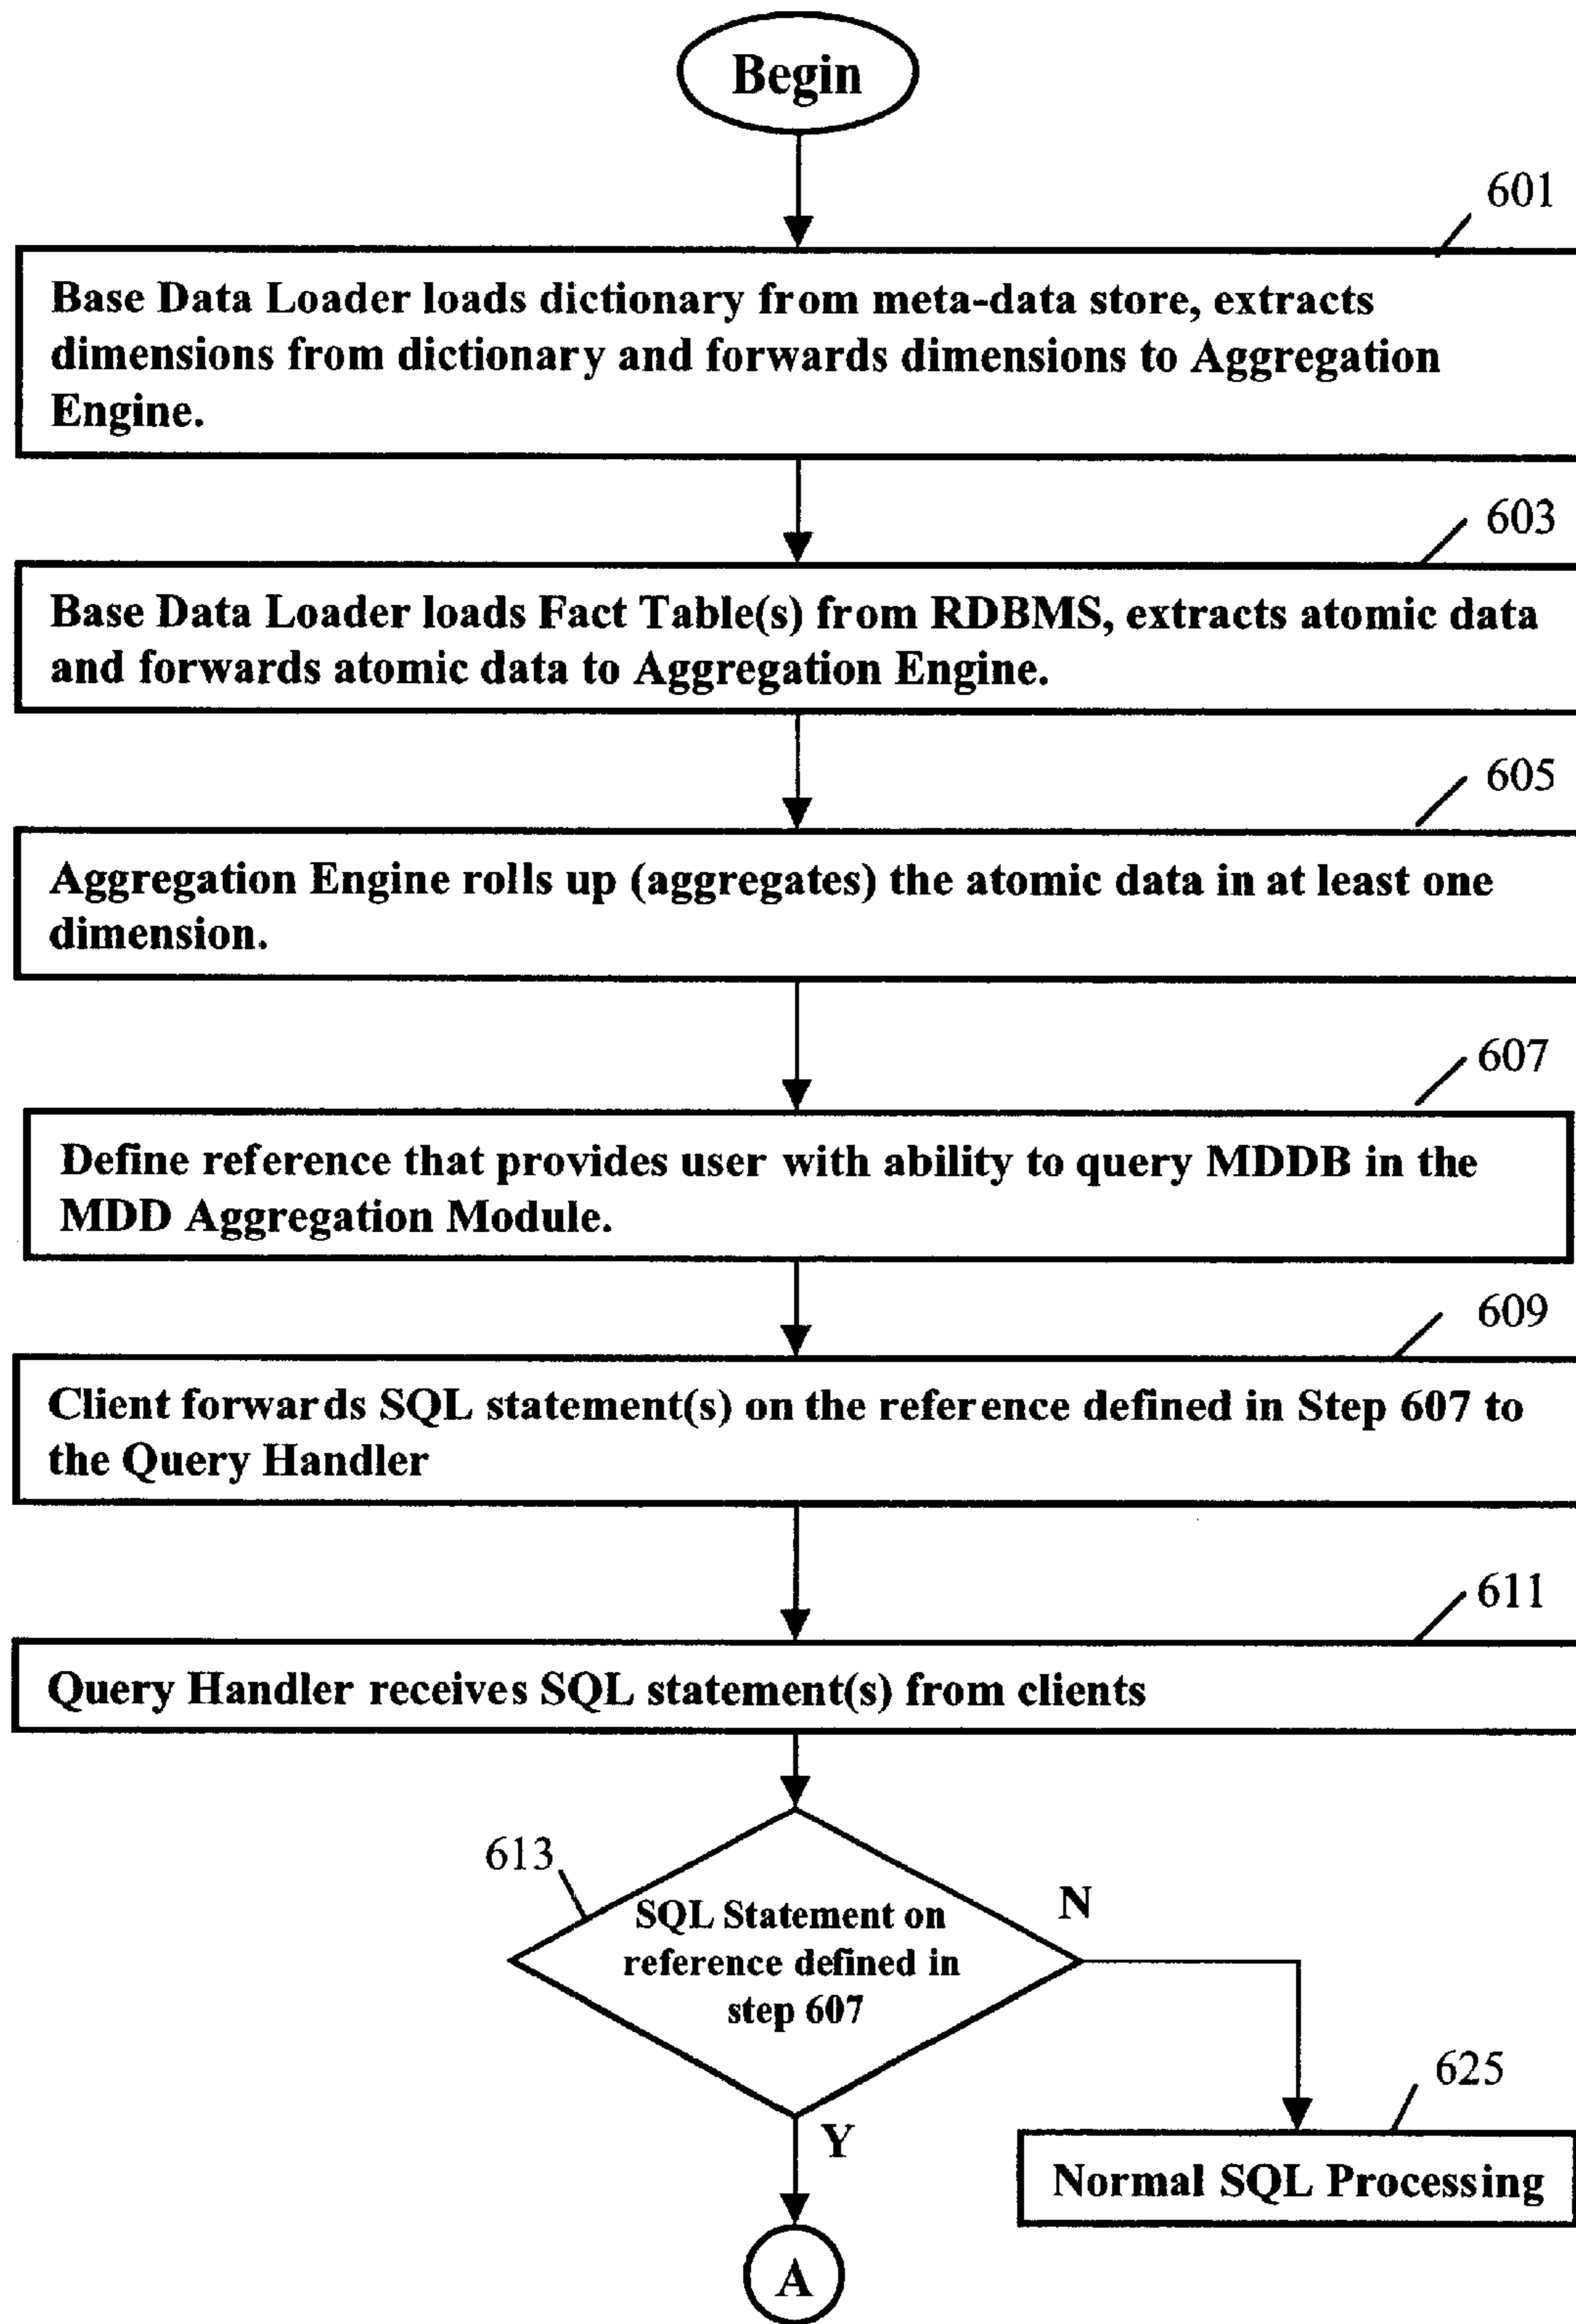 Begin
601
Base Data Loader loads dictionary from meta-data store, extracts
dimensions from dictionary and forwards dimensions to Aggregation
Engine.
603
Base Data Loader loads Fact Table(s) from RDBMS, extracts atomic data
and forwards atomic data to Aggregation Engine.
605
Aggregation Engine rolls up (aggregates) the atomic data in at least one
dimension.
607
Define reference that provides user with ability to query MDDB in the
MDD Aggregation Module.
609
Client forwards SQL statement(s) on the reference defined in Step 607 to
the Query Handler
611
Query Handler receives SQL statement(s) from clients
613
N
SQL Statement on
reference defined in
step 607
625
Y
Normal SQL Processing
A